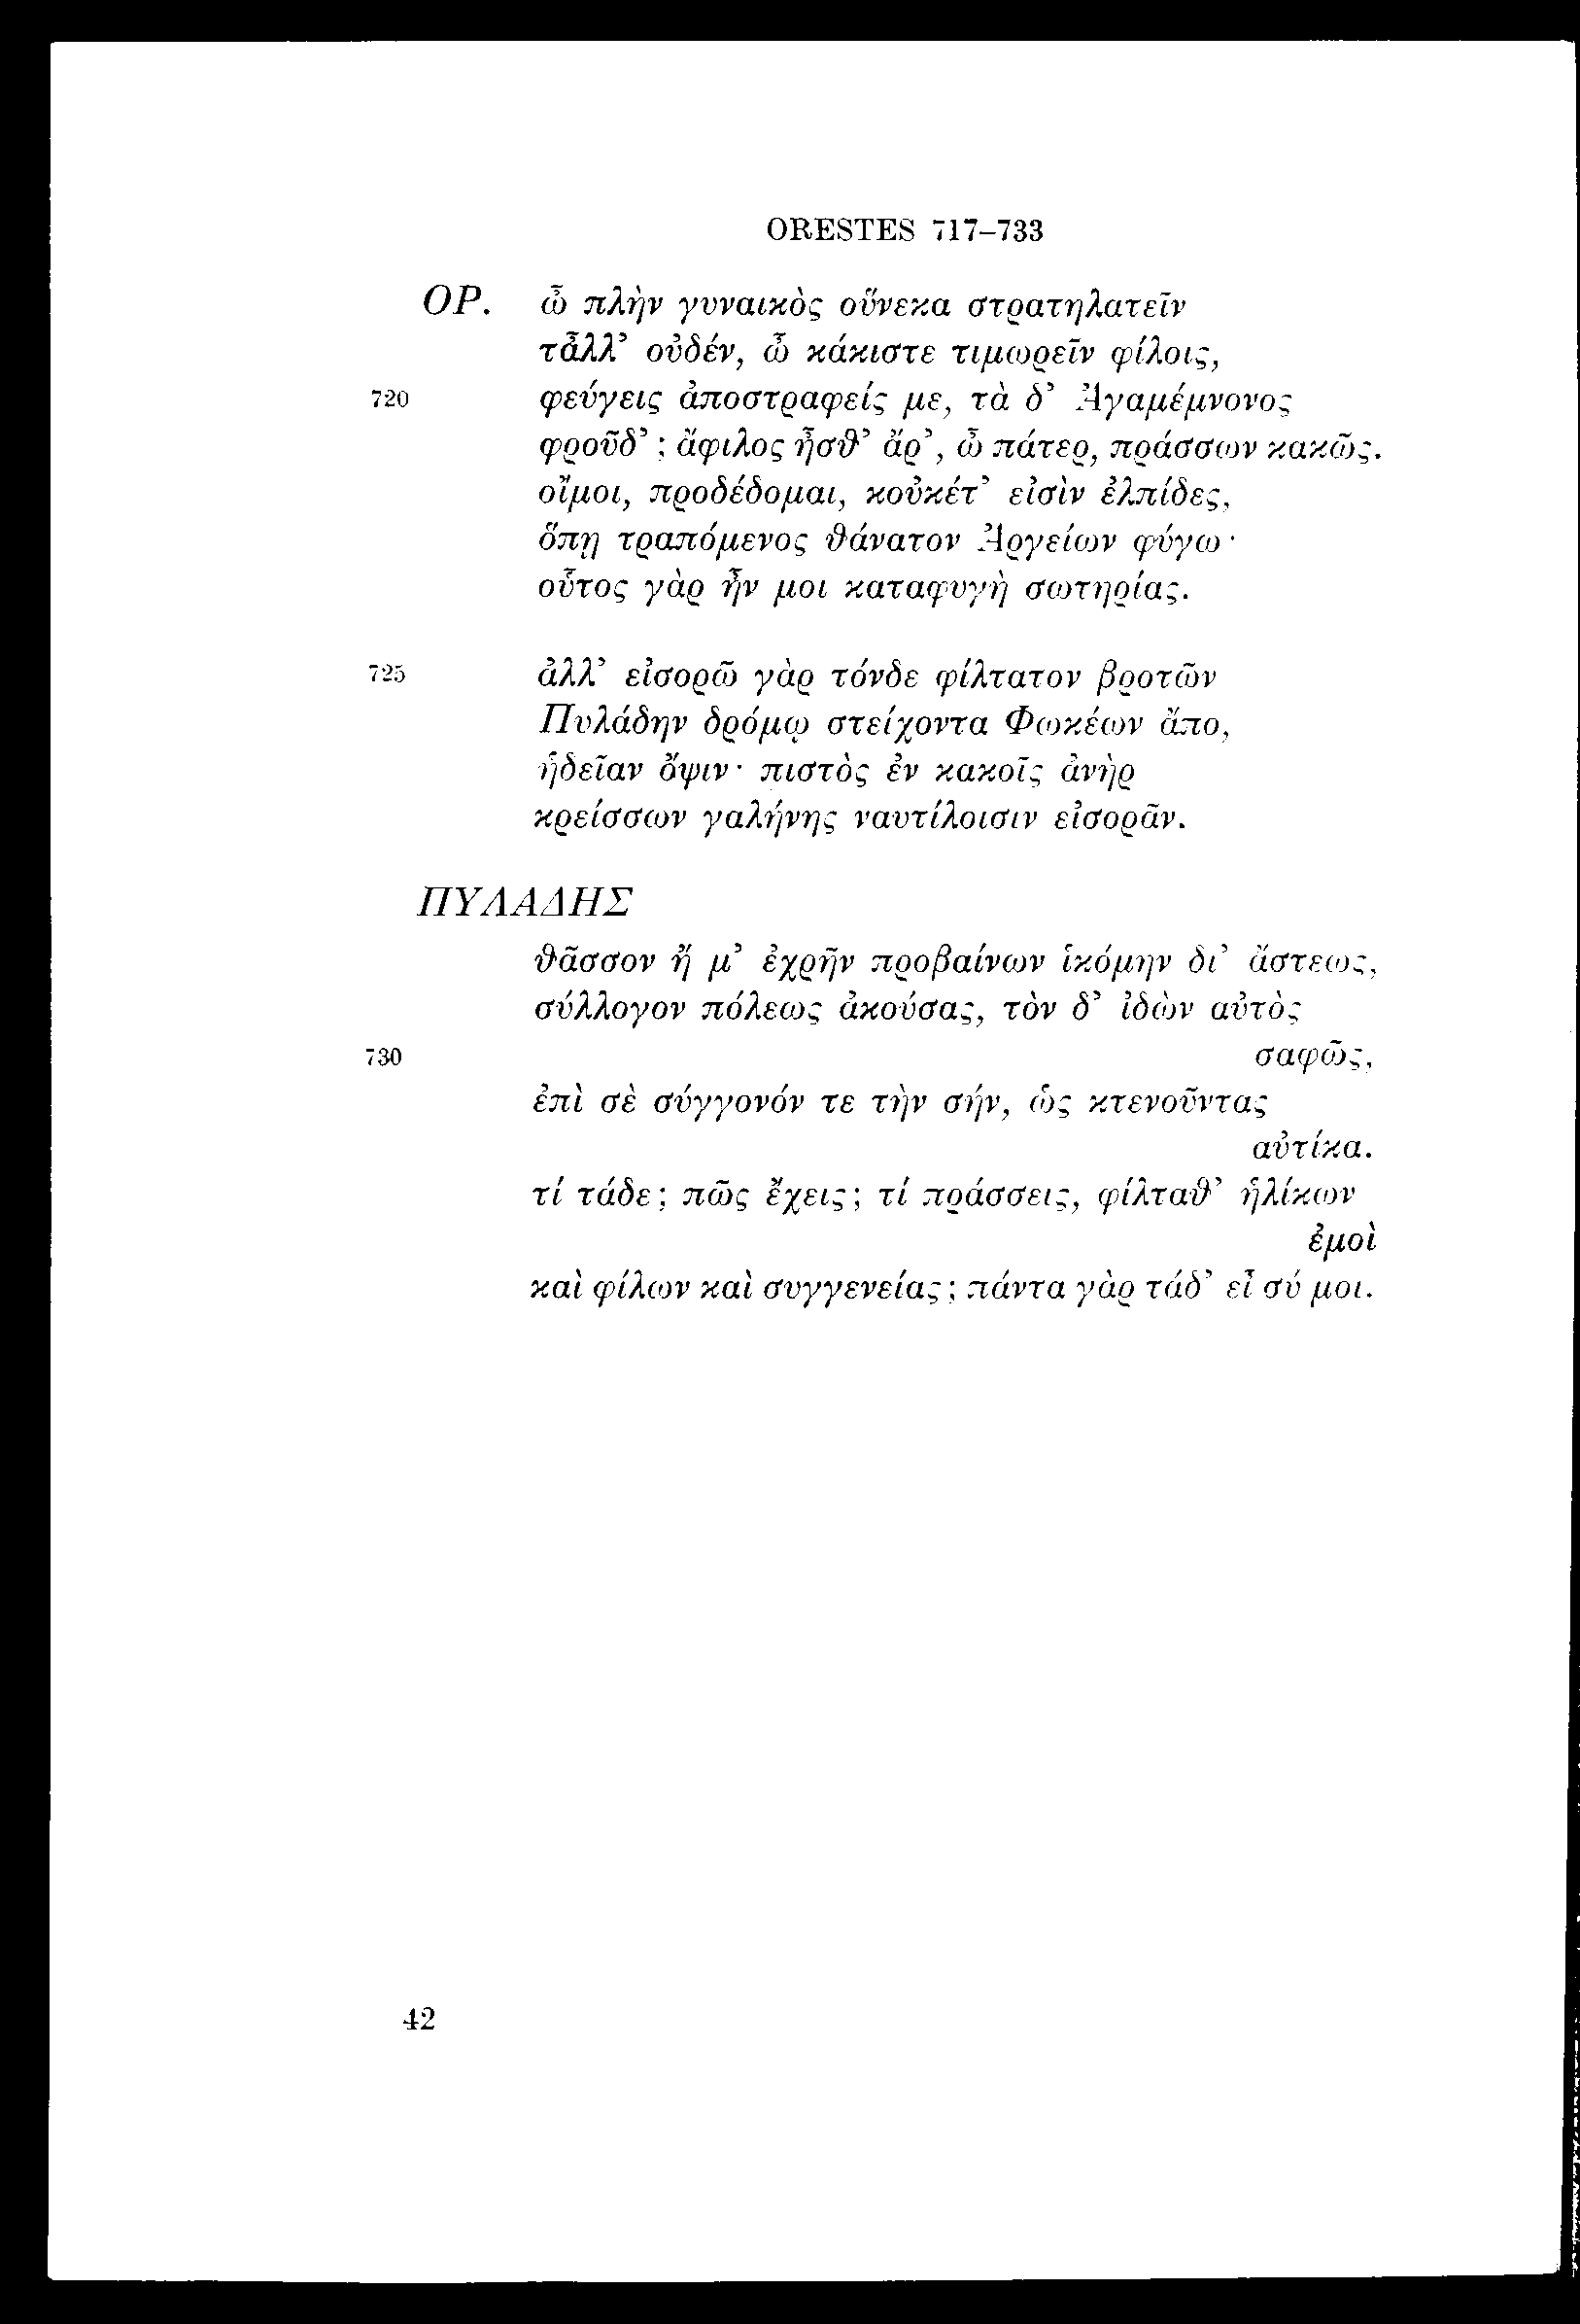 ORESTES 717–733
ΟΡ. ὦ πλὴν γυναικὸς οὕνεκα στρατηλατεῖν
τἆλλ’ οὐδέν, ὦ κάκιστε τιμωρεῖν φίλοις,
720 φεύγεις ἀποστραφείς με, τὰ δ’ Ἀγαμέμνονος
φροῦδ’; ἄφιλος ἦσθ’ ἄρ’, ὦ πάτερ, πράσσων κακῶς.
οἴμοι, προδέδομαι, κοὐκέτ’ εἰσὶν ἐλπίδες,
ὅπῃ τραπόμενος θάνατον Ἀργείων φύγω·
οὗτος γὰρ ἦν μοι καταφυγὴ σωτηρίας.
725 ἀλλ’ εἰσορῶ γὰρ τόνδε φίλτατον βροτῶν
Πυλάδην δρόμῳ στείχοντα Φωκέων ἄπο,
ἡδεῖαν ὄψιν· πιστὸς ἐν κακοῖς ἀνὴρ
κρείσσων γαλήνης ναυτίλοισιν εἰσορᾶν.
ΠΥΛΑΔΗΣ
θᾶσσον ἤ μ’ ἐχρῆν προβαίνων ἱκόμην δι’ ἄστεως,
σύλλογον πόλεως ἀκούσας, τὸν δ’ ἰδὼν αὐτὸς
730 σαφῶς,
ἐπὶ σὲ σύγγονόν τε τὴν σήν, ὡς κτενοῦντας
αὐτίκα.
τί τάδε; πῶς ἔχεις; τί πράσσεις, φίλταθ’ ἡλίκων
ἐμοὶ
καὶ φίλων καὶ συγγενείας; πάντα γὰρ τάδ’ εἶ σύ μοι.
42